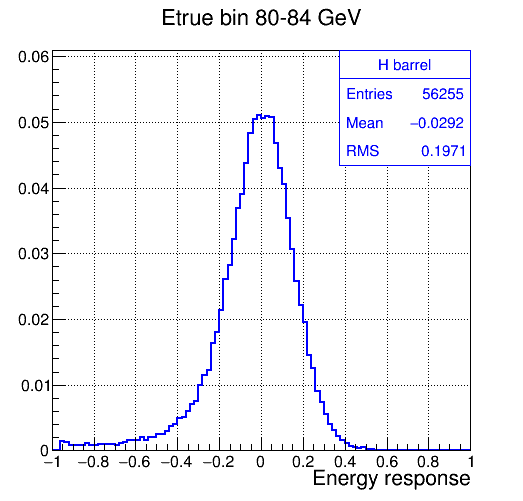 Etrue bin 80-84 GeV
H barrel
Entries 56255
Mean −0.0292
RMS 0.1971
0.06
0.05
0.04
0.03
0.02
0.01
0
−1 −0.8 −0.6 −0.4 −0.2 0 0.2 0.4 0.6 0.8 1
Energy response